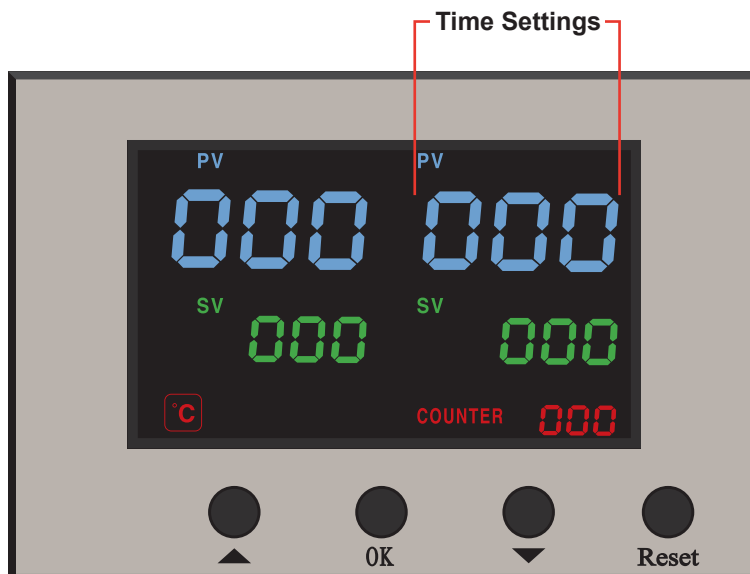 Time Settings
PV PV
000 000
SV SV
000 000
°C COUNTER 000
OK Reset